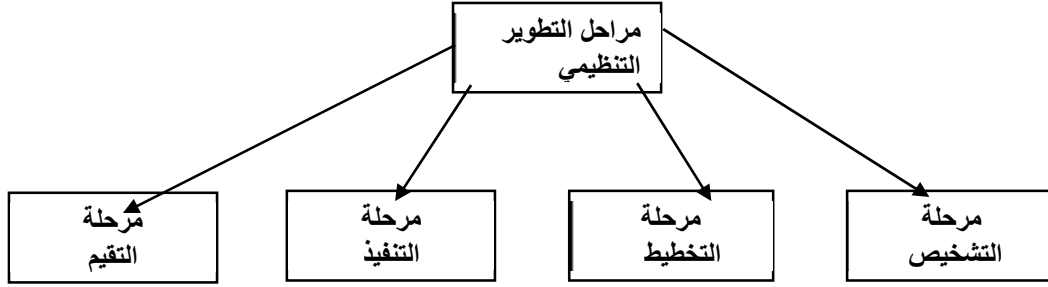 مراحل التطوير
التنظيمي
مرحلة
التشخيص
مرحلة
التخطيط
مرحلة
التنفيذ
مرحلة
التقيم